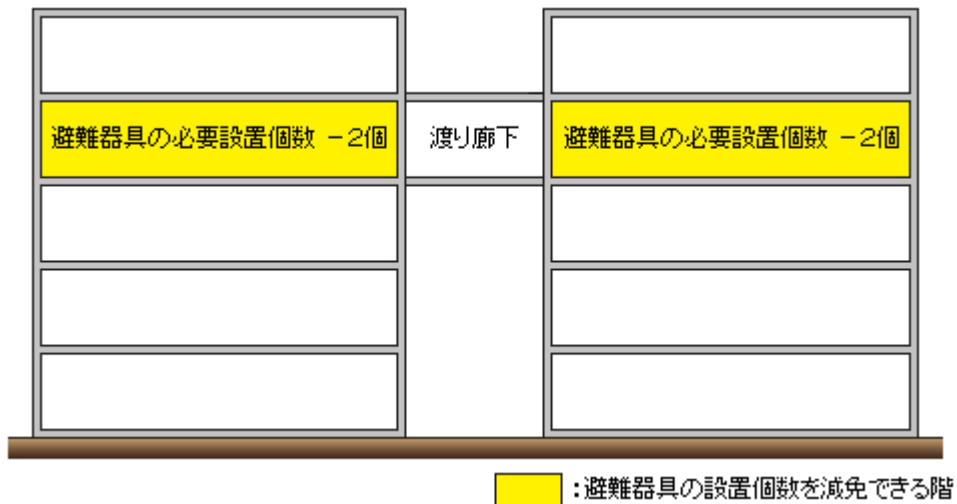 避難器具の必要設置個数 －2個
渡り廊下
避難器具の必要設置個数 －2個
：避難器具の設置個数を減免できる階